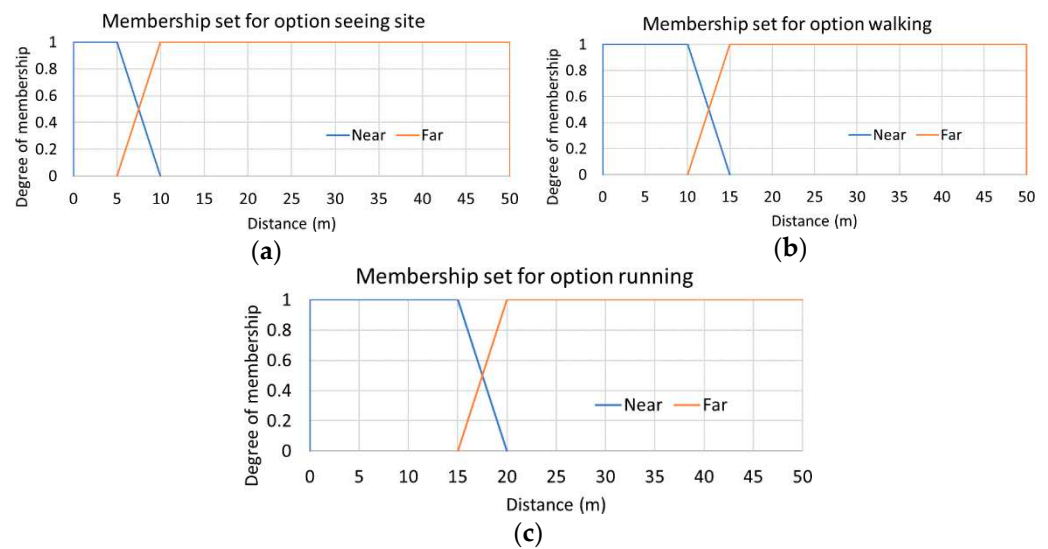 Membership set for option seeing site
Degree of membership
1
0.8
0.6
0.4
0.2
0
Near Far
0 5 10 15 20 25 30 35 40 45 50
Distance (m)
(a)
Membership set for option walking
Degree of membership
1
0.8
0.6
0.4
0.2
0
Near Far
0 5 10 15 20 25 30 35 40 45 50
Distance (m)
(b)
Membership set for option running
Degree of membership
1
0.8
0.6
0.4
0.2
0
Near Far
0 5 10 15 20 25 30 35 40 45 50
Distance (m)
(c)